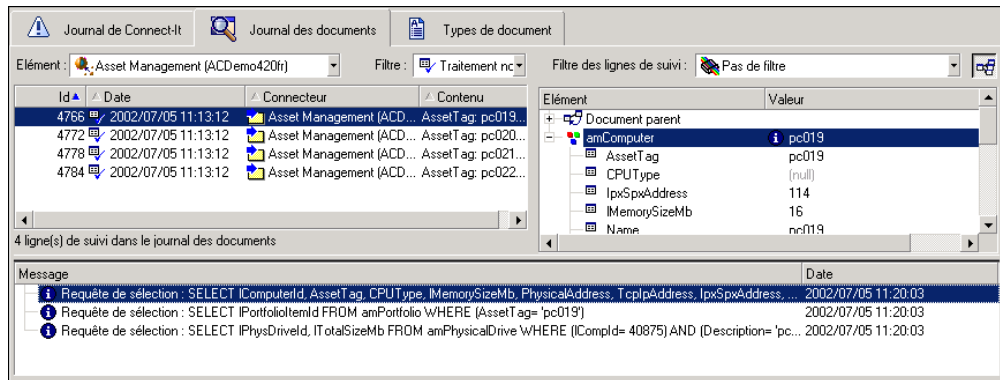 Journal de Connect-It
Journal des documents
Types de document
Elément : Asset Management (ACDemo420fr)
Filtre : Traitement nc
Filtre des lignes de suivi : Pas de filtre
Id Date Connecteur Contenu
4766 2002/07/05 11:13:12 Asset Management (ACD... AssetTag: pc019...
4772 2002/07/05 11:13:12 Asset Management (ACD... AssetTag: pc020...
4778 2002/07/05 11:13:12 Asset Management (ACD... AssetTag: pc021...
4784 2002/07/05 11:13:12 Asset Management (ACD... AssetTag: pc022...
4 ligne(s) de suivi dans le journal des documents
Elément Valeur
Document parent
amComputer pc019
AssetTag pc019
CPUType (null)
IpxSpxAddress 114
lMemorySizeMb 16
Name pc019
Message Date
Requête de sélection : SELECT lComputerId, AssetTag, CPUType, lMemorySizeMb, PhysicalAddress, TcpIpAddress, IpxSpxAddress, ... 2002/07/05 11:20:03
Requête de sélection : SELECT lPortfolioItemId FROM amPortfolio WHERE (AssetTag= 'pc019') 2002/07/05 11:20:03
Requête de sélection : SELECT lPhysDriveId, lTotalSizeMb FROM amPhysicalDrive WHERE (lCompId= 40875) AND (Description= 'pc... 2002/07/05 11:20:03